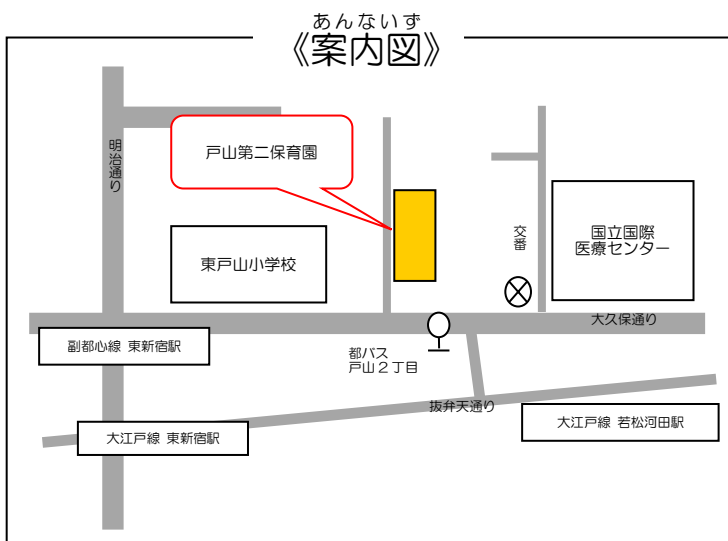 あんないず
《案内図》
明治通り
戸山第二保育園
東戸山小学校
交番
国立国際
医療センター
大久保通り
副都心線 東新宿駅
都バス
戸山２丁目
抜弁天通り
大江戸線 東新宿駅
大江戸線 若松河田駅